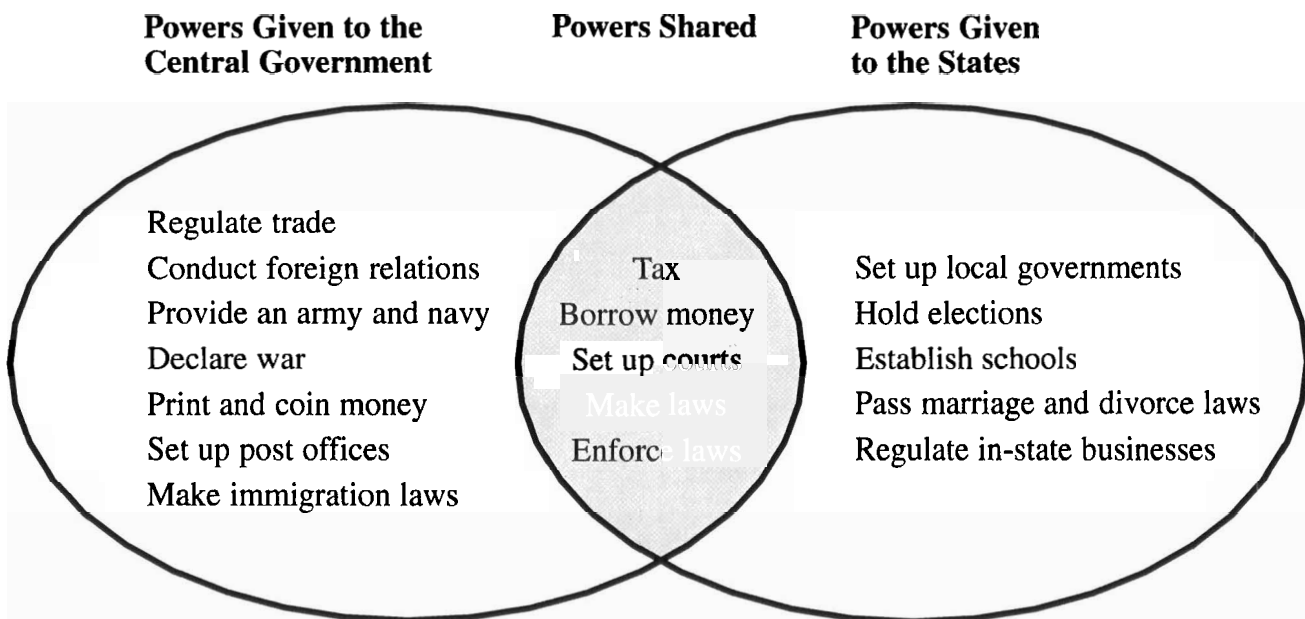 Powers Given to the
Central Government
Powers Shared
Powers Given
to the States
Regulate trade
Conduct foreign relations
Provide an army and navy
Declare war
Print and coin money
Set up post offices
Make immigration laws
Tax
Borrow money
Set up courts
Make laws
Enforce laws
Set up local governments
Hold elections
Establish schools
Pass marriage and divorce laws
Regulate in-state businesses